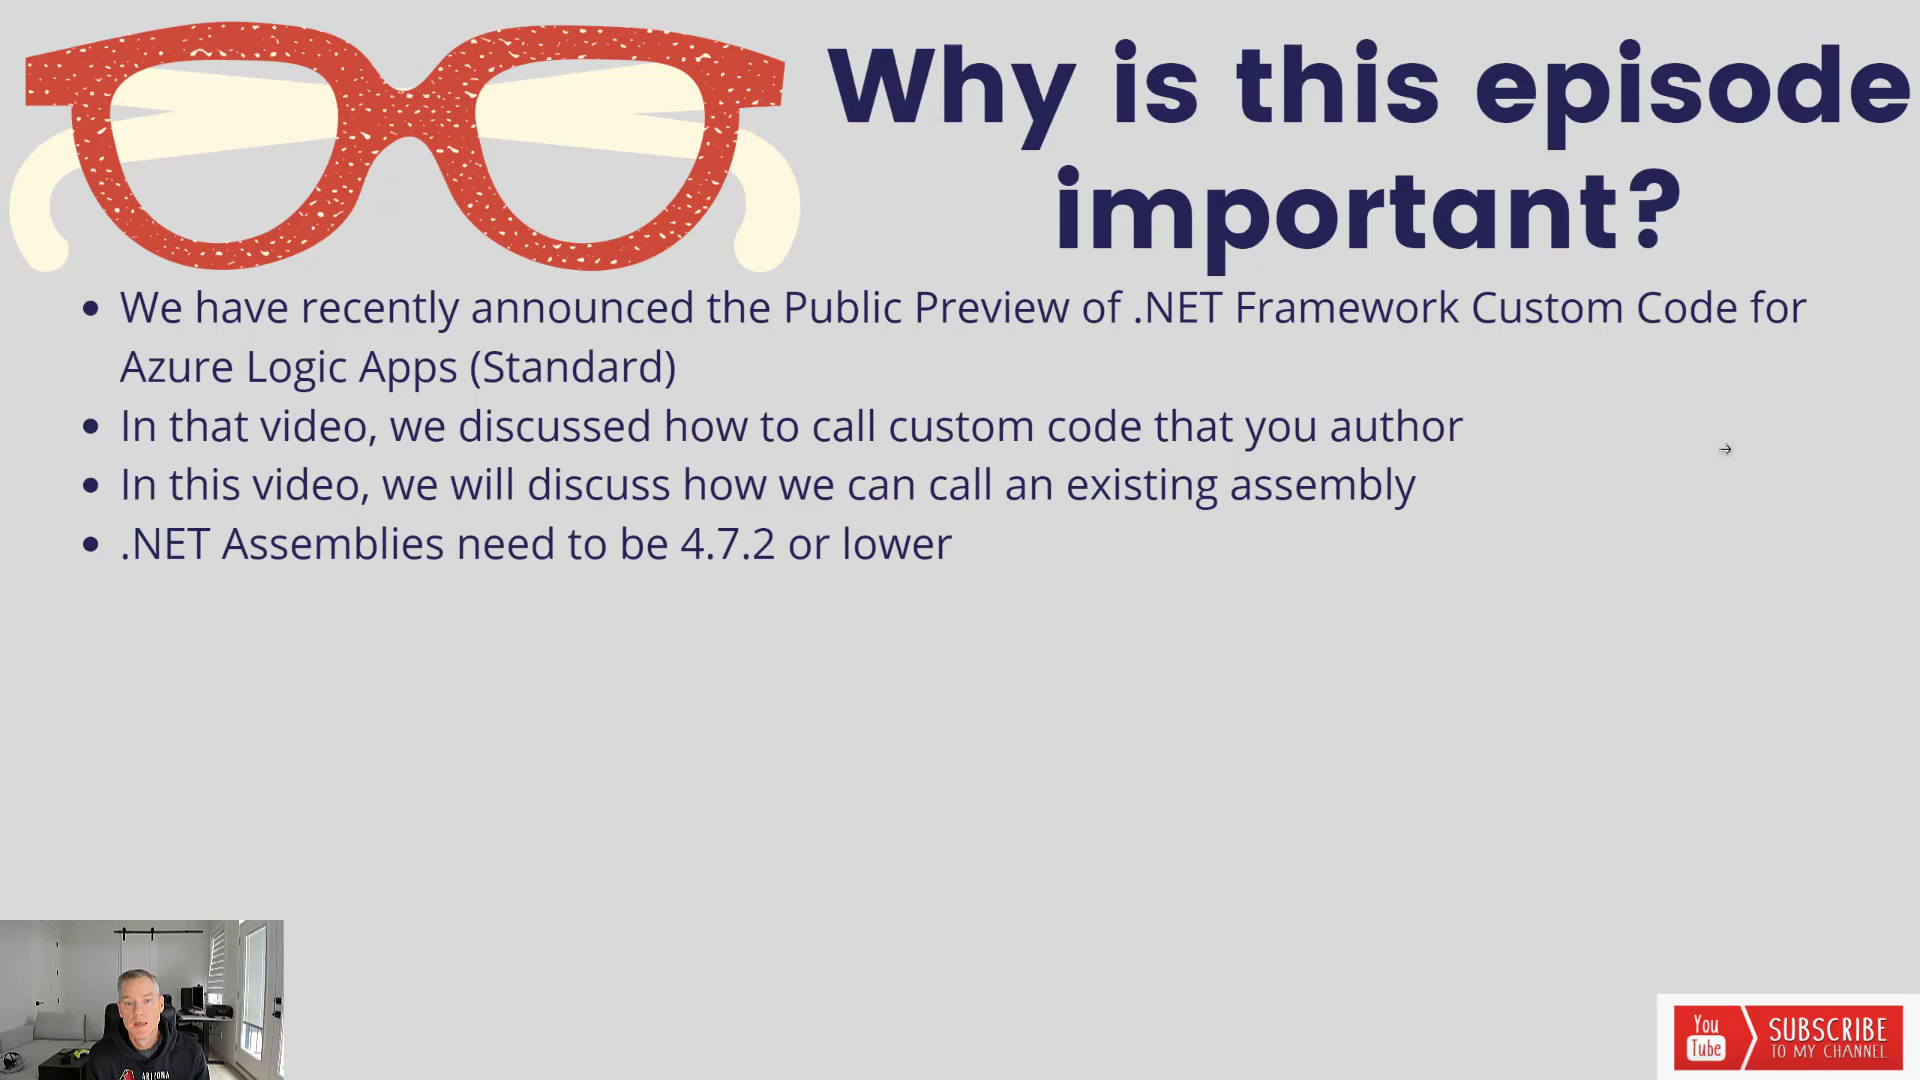 Why is this episode
important?
• We have recently announced the Public Preview of .NET Framework Custom Code for
Azure Logic Apps (Standard)
• In that video, we discussed how to call custom code that you author
• In this video, we will discuss how we can call an existing assembly
• .NET Assemblies need to be 4.7.2 or lower
ARIZONA
You
Tube
SUBSCRIBE
TO MY CHANNEL